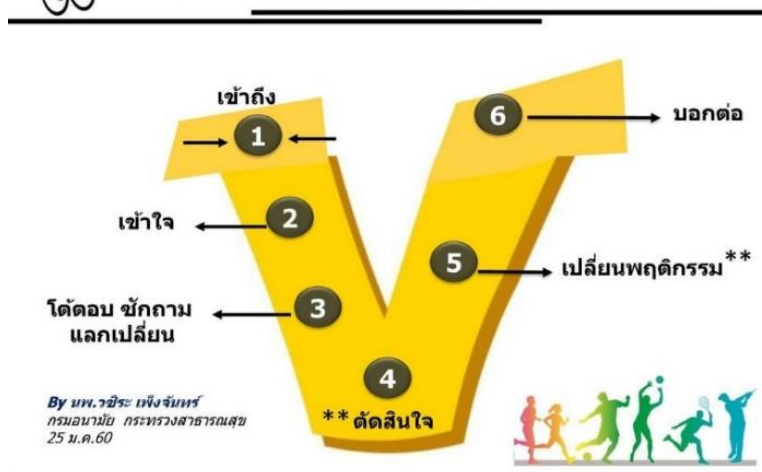 เข้าถึง
1
6
บอกต่อ
2
เข้าใจ
5
เปลี่ยนพฤติกรรม**
3
โต้ตอบ ซักถาม
แลกเปลี่ยน
4
**ตัดสินใจ
By นพ.วชิระ เพ็งจันทร์
กรมอนามัย กระทรวงสาธารณสุข
25 ม.ค.60